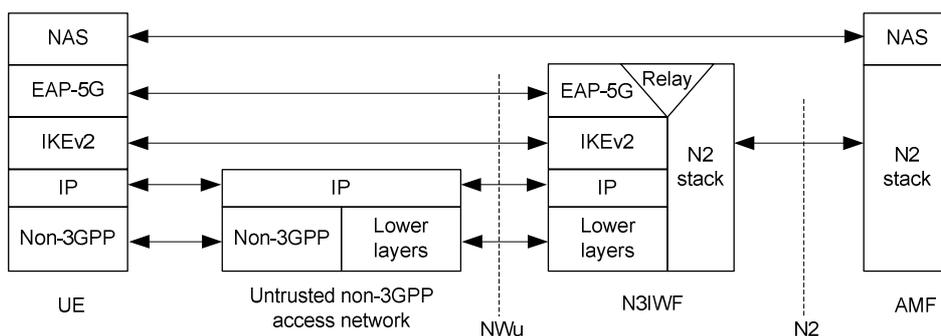 NAS
NAS
EAP-5G
EAP-5G
Relay
IKEv2
IKEv2
N2
stack
N2
stack
IP
IP
IP
Non-3GPP
Non-3GPP
Lower
layers
Lower
layers
UE
Untrusted non-3GPP
access network
NWu
N3IWF
N2
AMF